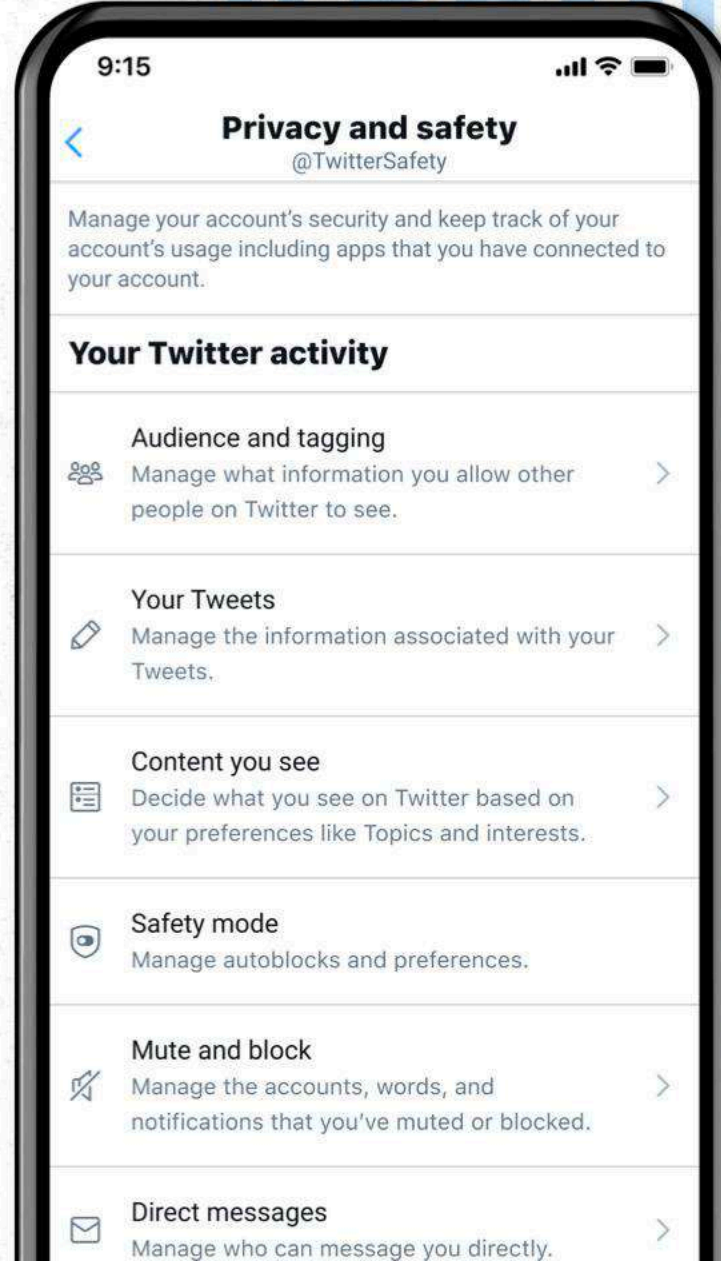 9:15
Privacy and safety
@TwitterSafety
Manage your account's security and keep track of your
account's usage including apps that you have connected to
your account.
Your Twitter activity
Audience and tagging
Manage what information you allow other
people on Twitter to see.
Your Tweets
Manage the information associated with your
Tweets.
Content you see
Decide what you see on Twitter based on
your preferences like Topics and interests.
Safety mode
Manage autoblocks and preferences.
Mute and block
Manage the accounts, words, and
notifications that you've muted or blocked.
Direct messages
Manage who can message you directly.